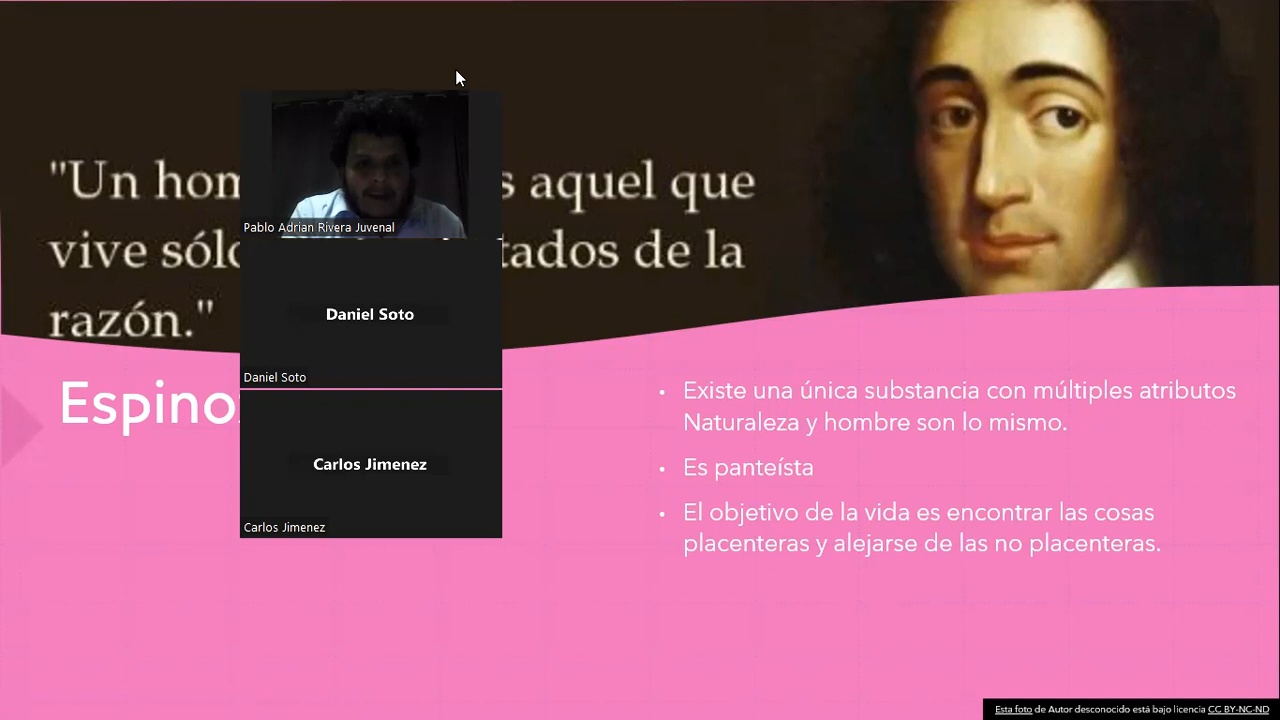 "Un hom s aquel que
vive sólo tados de la
razón."
Pablo Adrian Rivera Juvenal
Daniel Soto
Daniel Soto
Carlos Jimenez
Carlos Jimenez
Espino
• Existe una única substancia con múltiples atributos
Naturaleza y hombre son lo mismo.
• Es panteísta
• El objetivo de la vida es encontrar las cosas
placenteras y alejarse de las no placenteras.
Esta foto de Autor desconocido está bajo licencia CC BY-NC-ND